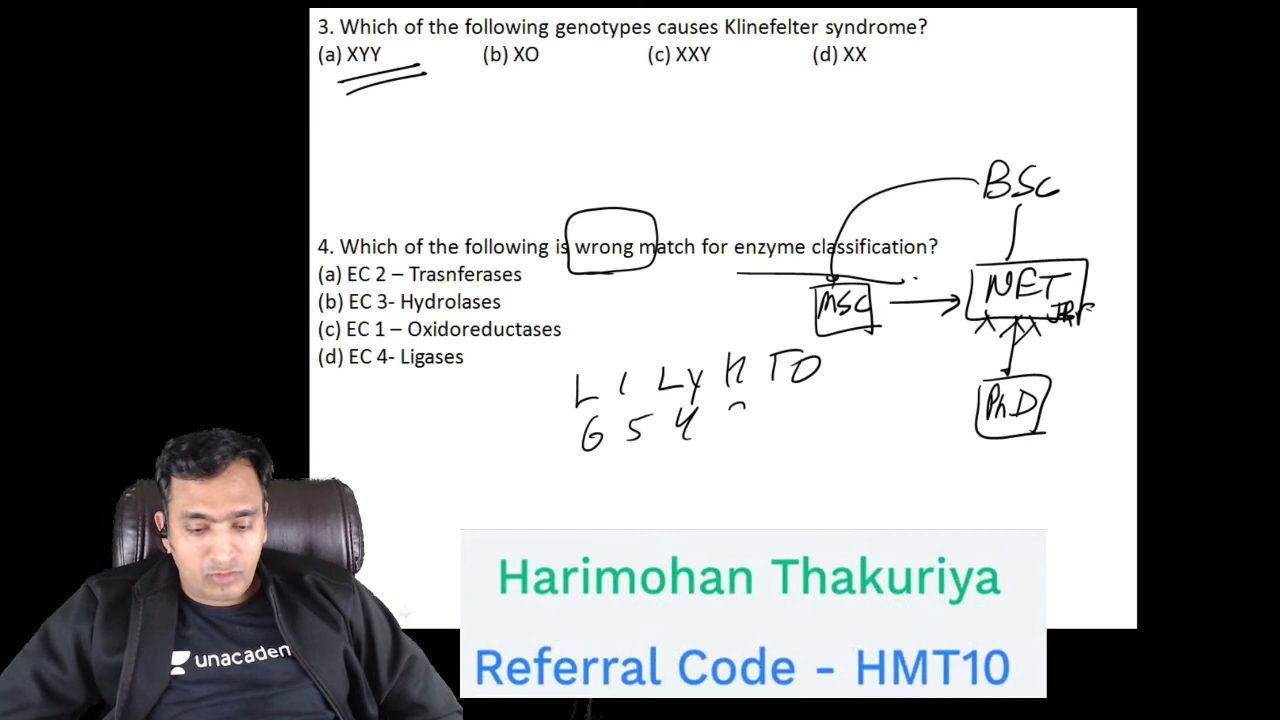 3. Which of the following genotypes causes Klinefelter syndrome?
(a) XYY (b) XO (c) XXY (d) XX
BSc
4. Which of the following is wrong match for enzyme classification?
(a) EC 2 – Trasnferases
(b) EC 3- Hydrolases
(c) EC 1 – Oxidoreductases
(d) EC 4- Ligases
MSC NET
JRF
L I Ly H T O
6 5 4
PhD
unacadem
Harimohan Thakuriya
Referral Code - HMT10